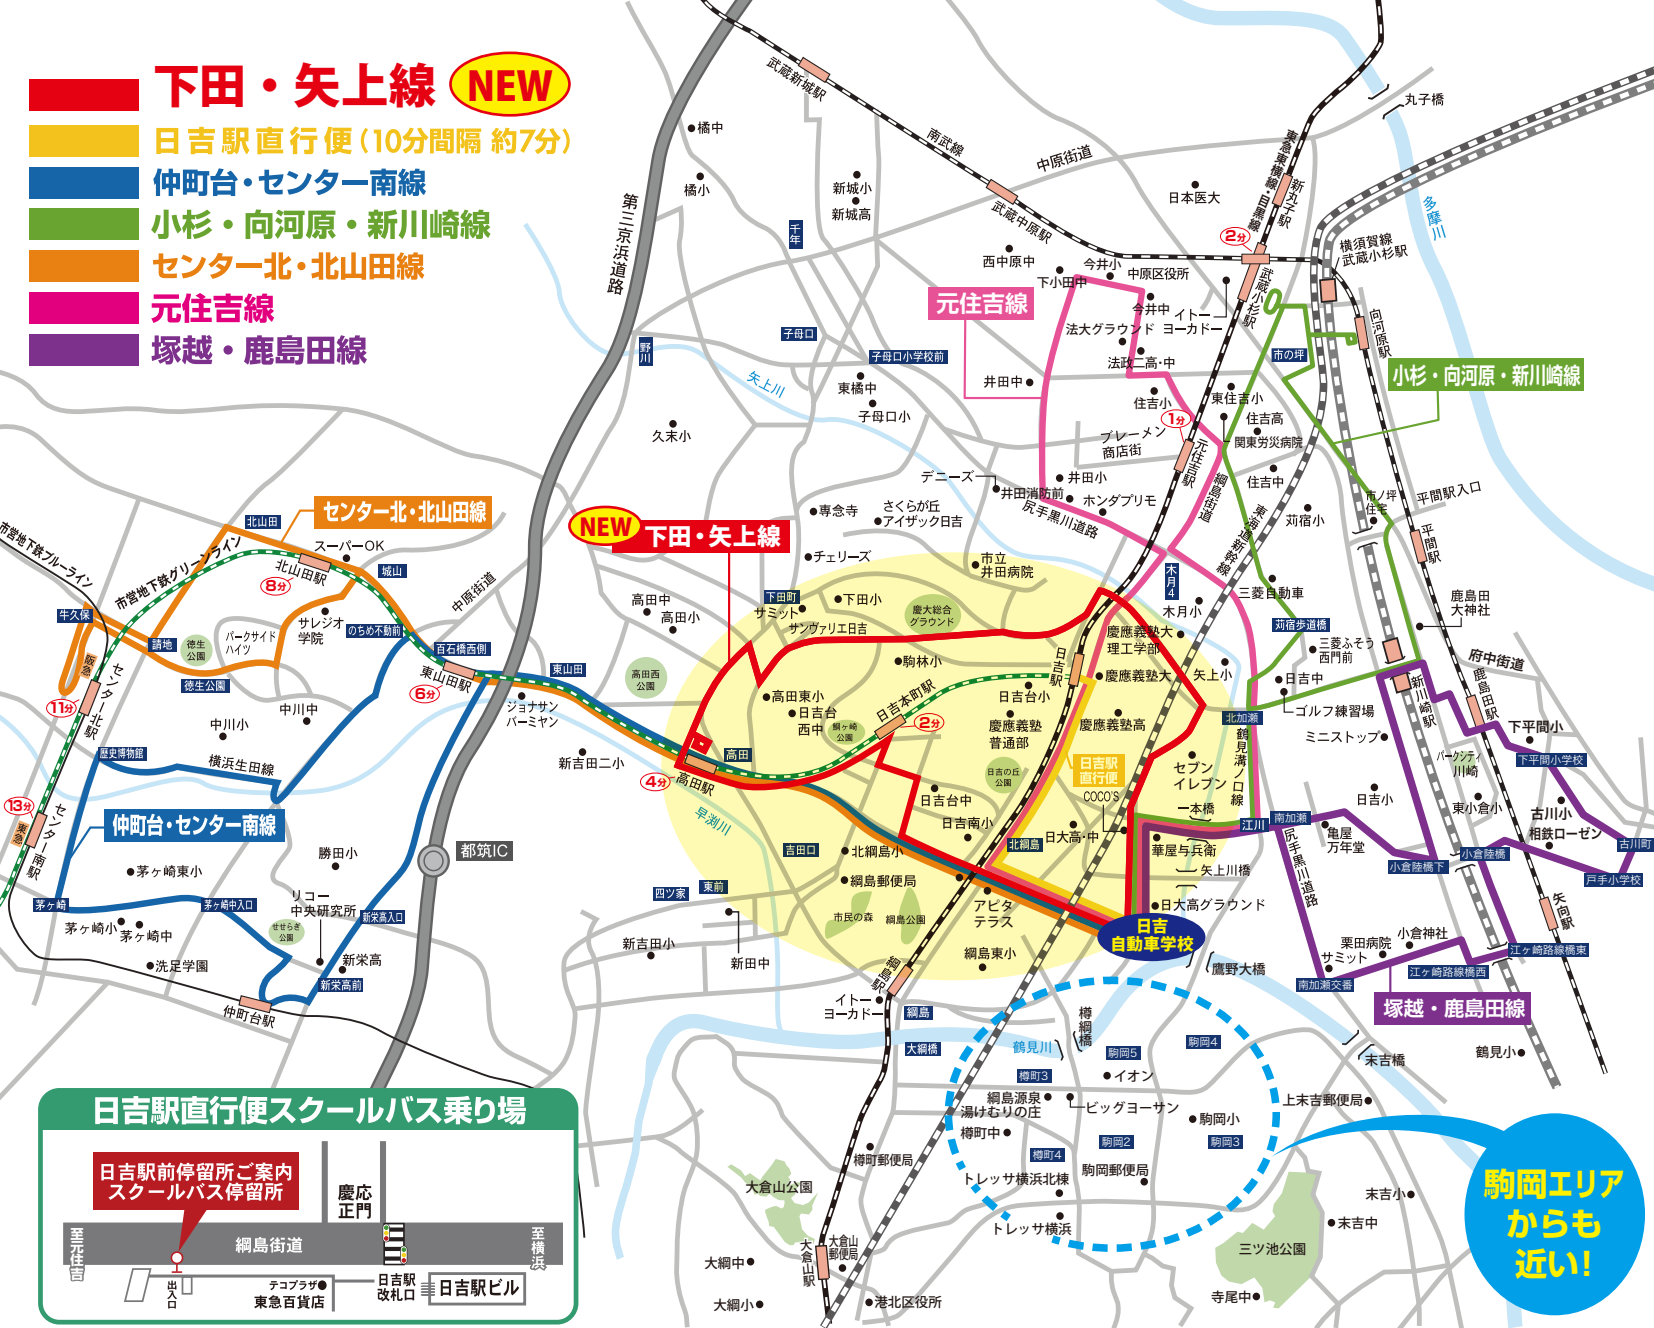 下田・矢上線 NEW
日吉駅直行便(10分間隔 約7分)
仲町台・センター南線
小杉・向河原・新川崎線
センター北・北山田線
元住吉線
塚越・鹿島田線
武蔵新城駅
橘中
橘小
南武線
中原街道
新城小
新城高
武蔵中原駅
千年
第三京浜道路
日本医大
東急東横線・目黒線
新丸子駅
丸子橋
多摩川
2分
横須賀線
武蔵小杉駅
西中原中
下小田中
今井小
中原区役所
今井中
イトー
ヨーカドー
武蔵小杉駅
向河原駅
元住吉線
法大グラウンド
法政二高・中
市の坪
小杉・向河原・新川崎線
子母口
子母口小学校前
野川
矢上川
東橘中
子母口小
井田中
住吉小
東住吉小
住吉高
関東労災病院
1分
元住吉駅
ブレーメン
商店街
久末小
デニーズ
井田小
井田消防前
ホンダプリモ
尻手黒川道路
綱島街道
東海道新幹線
住吉中
苅宿小
市ノ坪
住宅
平間駅入口
平間駅
専念寺
さくらが丘
アイザック日吉
チェリーズ
市立
井田病院
NEW
下田・矢上線
センター北・北山田線
北山田
スーパーOK
市営地下鉄ブルーライン
市営地下鉄グリーンライン
北山田駅
8分
城山
中原街道
牛久保
請地
徳生
公園
パークサイド
ハイツ
サレジオ
学院
のちめ不動前
百石橋西側
徳生公園
阪急
センター北駅
11分
東山田駅
6分
東山田
ジョナサン
バーミヤン
高田中
高田小
高田西
公園
下田町
サミット
下田小
サンヴァリエ日吉
慶大総合
グラウンド
駒林小
高田東小
日吉台
西中
鯛ヶ崎
公園
日吉本町駅
2分
日吉台小
日吉駅
慶應義塾大
理工学部
慶應義塾大
慶應義塾
普通部
慶應義塾高
日吉の丘
公園
日吉駅
直行便
COCO'S
木月4
木月小
三菱自動車
苅宿歩道橋
三菱ふそう
西門前
矢上小
日吉中
ゴルフ練習場
北加瀬
鶴見溝ノ口線
ミニストップ
鹿島田
大神社
府中街道
新川崎駅
鹿島田駅
下平間小
下平間小学校
パークシティ
川崎
東小倉小
日吉小
古川小
相鉄ローゼン
古川町
戸手小学校
中川小
中川中
歴史博物館
横浜生田線
新吉田二小
高田
高田駅
4分
早渕川
13分
東急
センター南駅
仲町台・センター南線
勝田小
都筑IC
茅ヶ崎東小
リコー
中央研究所
茅ヶ崎
茅ヶ崎中入口
茅ヶ崎小
茅ヶ崎中
せせらぎ
公園
新栄高入口
新栄高
新栄高前
洗足学園
仲町台駅
吉田口
北綱島小
綱島郵便局
四ツ家
東前
新吉田小
新田中
市民の森
綱島公園
日吉台中
日吉南小
日大高・中
北綱島
アピタ
テラス
綱島東小
綱島駅
イトー
ヨーカドー
綱島
大綱橋
セブン
イレブン
一本橋
江川
南加瀬
華屋与兵衛
矢上川橋
日大高グラウンド
日吉
自動車学校
鷹野大橋
尻手黒川道路
亀屋
万年堂
小倉陸橋下
小倉陸橋
矢向駅
小倉神社
栗田病院
サミット
江ヶ崎路線橋東
江ヶ崎路線橋西
南加瀬交番
塚越・鹿島田線
鶴見小
末吉橋
樽綱橋
鶴見川
駒岡5
駒岡4
樽町3
イオン
綱島源泉
湯けむりの庄
ビッグヨーサン
樽町中
駒岡小
駒岡2
駒岡3
樽町4
駒岡郵便局
トレッサ横浜北棟
トレッサ横浜
上末吉郵便局
末吉小
末吉中
三ツ池公園
寺尾中
樽町郵便局
大倉山公園
大倉山駅
大倉山
郵便局
大綱中
大綱小
港北区役所
駒岡エリア
からも
近い!
日吉駅直行便スクールバス乗り場
日吉駅前停留所ご案内
スクールバス停留所
慶応
正門
至元住吉
綱島街道
至横浜
出入口
テコプラザ
東急百貨店
日吉駅
改札口
日吉駅ビル